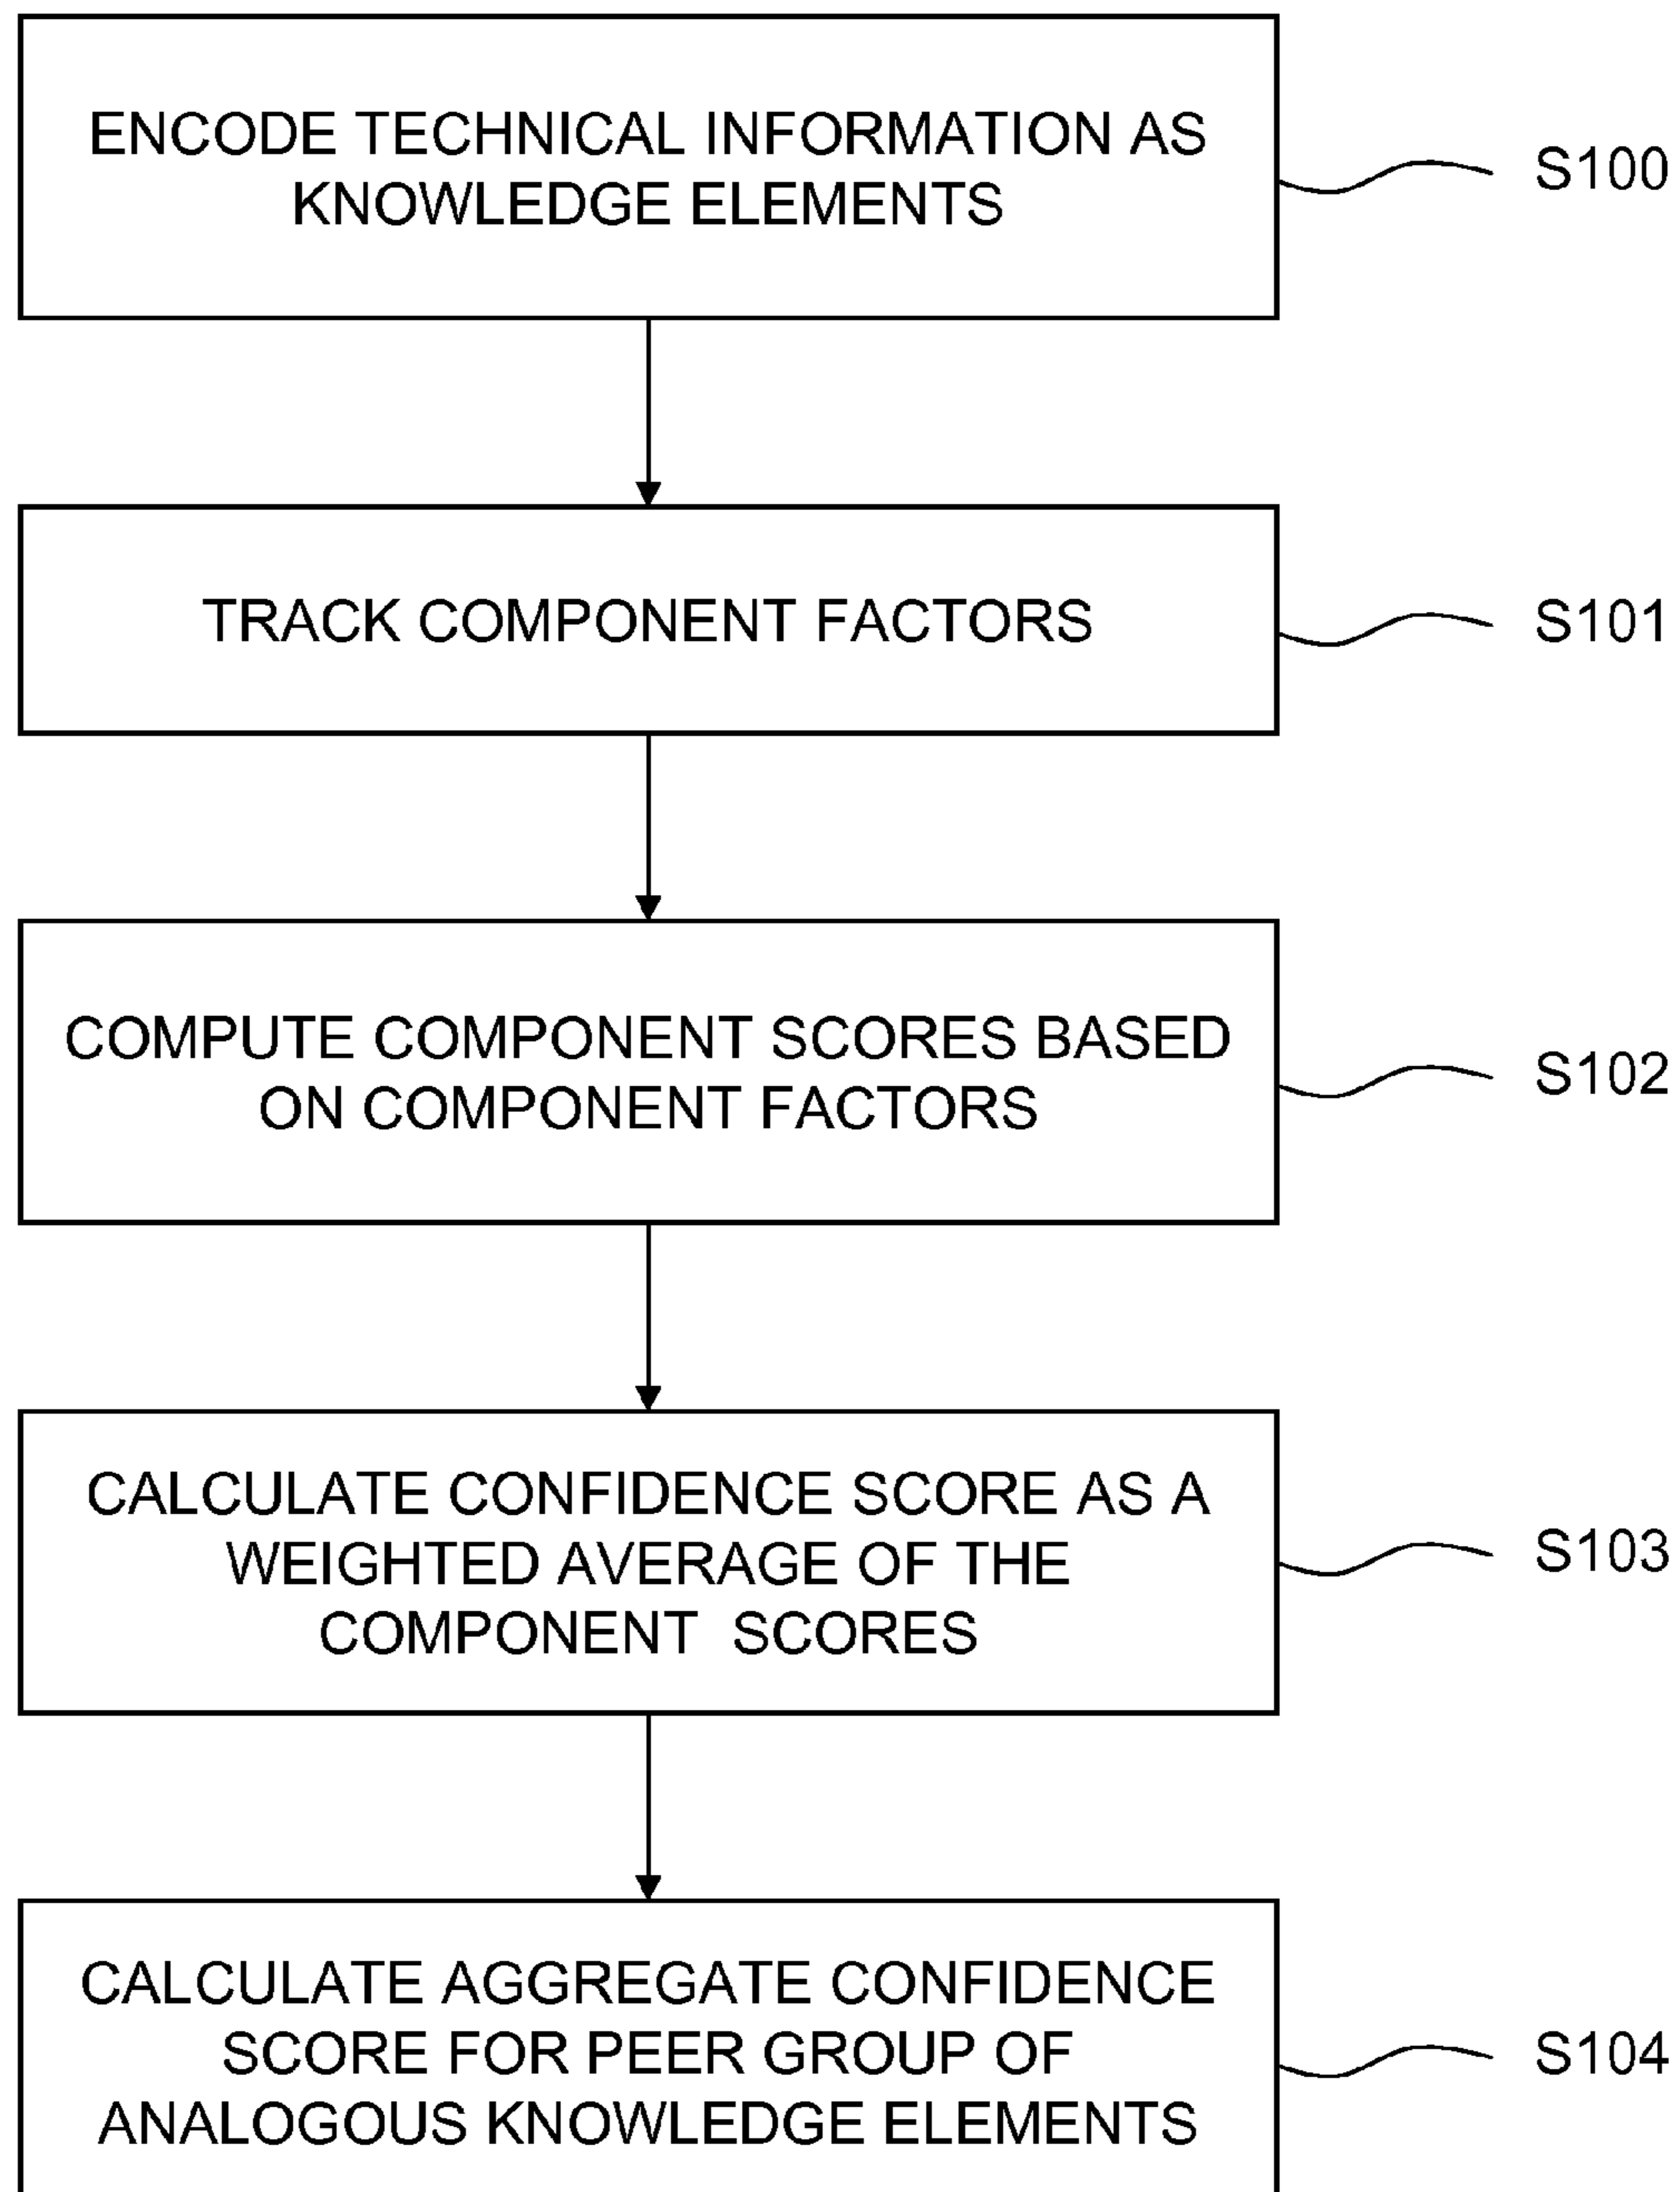 ENCODE TECHNICAL INFORMATION AS
KNOWLEDGE ELEMENTS
S100
TRACK COMPONENT FACTORS
S101
COMPUTE COMPONENT SCORES BASED
ON COMPONENT FACTORS
S102
CALCULATE CONFIDENCE SCORE AS A
WEIGHTED AVERAGE OF THE
COMPONENT SCORES
S103
CALCULATE AGGREGATE CONFIDENCE
SCORE FOR PEER GROUP OF
ANALOGOUS KNOWLEDGE ELEMENTS
S104